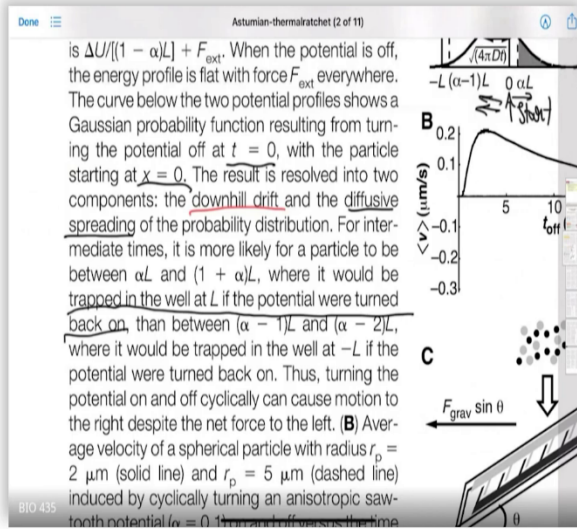 Done
Astumian-thermalratchet (2 of 11)
is ΔU/[(1 − α)L] + Fext. When the potential is off,
the energy profile is flat with force Fext everywhere.
The curve below the two potential profiles shows a
Gaussian probability function resulting from turn-
ing the potential off at t = 0, with the particle
starting at x = 0. The result is resolved into two
components: the downhill drift and the diffusive
spreading of the probability distribution. For inter-
mediate times, it is more likely for a particle to be
between αL and (1 + α)L, where it would be
trapped in the well at L if the potential were turned
back on, than between (α − 1)L and (α − 2)L,
where it would be trapped in the well at −L if the
potential were turned back on. Thus, turning the
potential on and off cyclically can cause motion to
the right despite the net force to the left. (B) Aver-
age velocity of a spherical particle with radius rp =
2 μm (solid line) and rp = 5 μm (dashed line)
induced by cyclically turning an anisotropic saw-
tooth potential (α = 0.1
time
BIO 435
√(4πDt)
-L (α-1)L 0 αL
start
B
0.2
0.1
-0.1
-0.2
-0.3
<v> (μm/s)
5 10
toff
C
Fgrav sin θ
θ